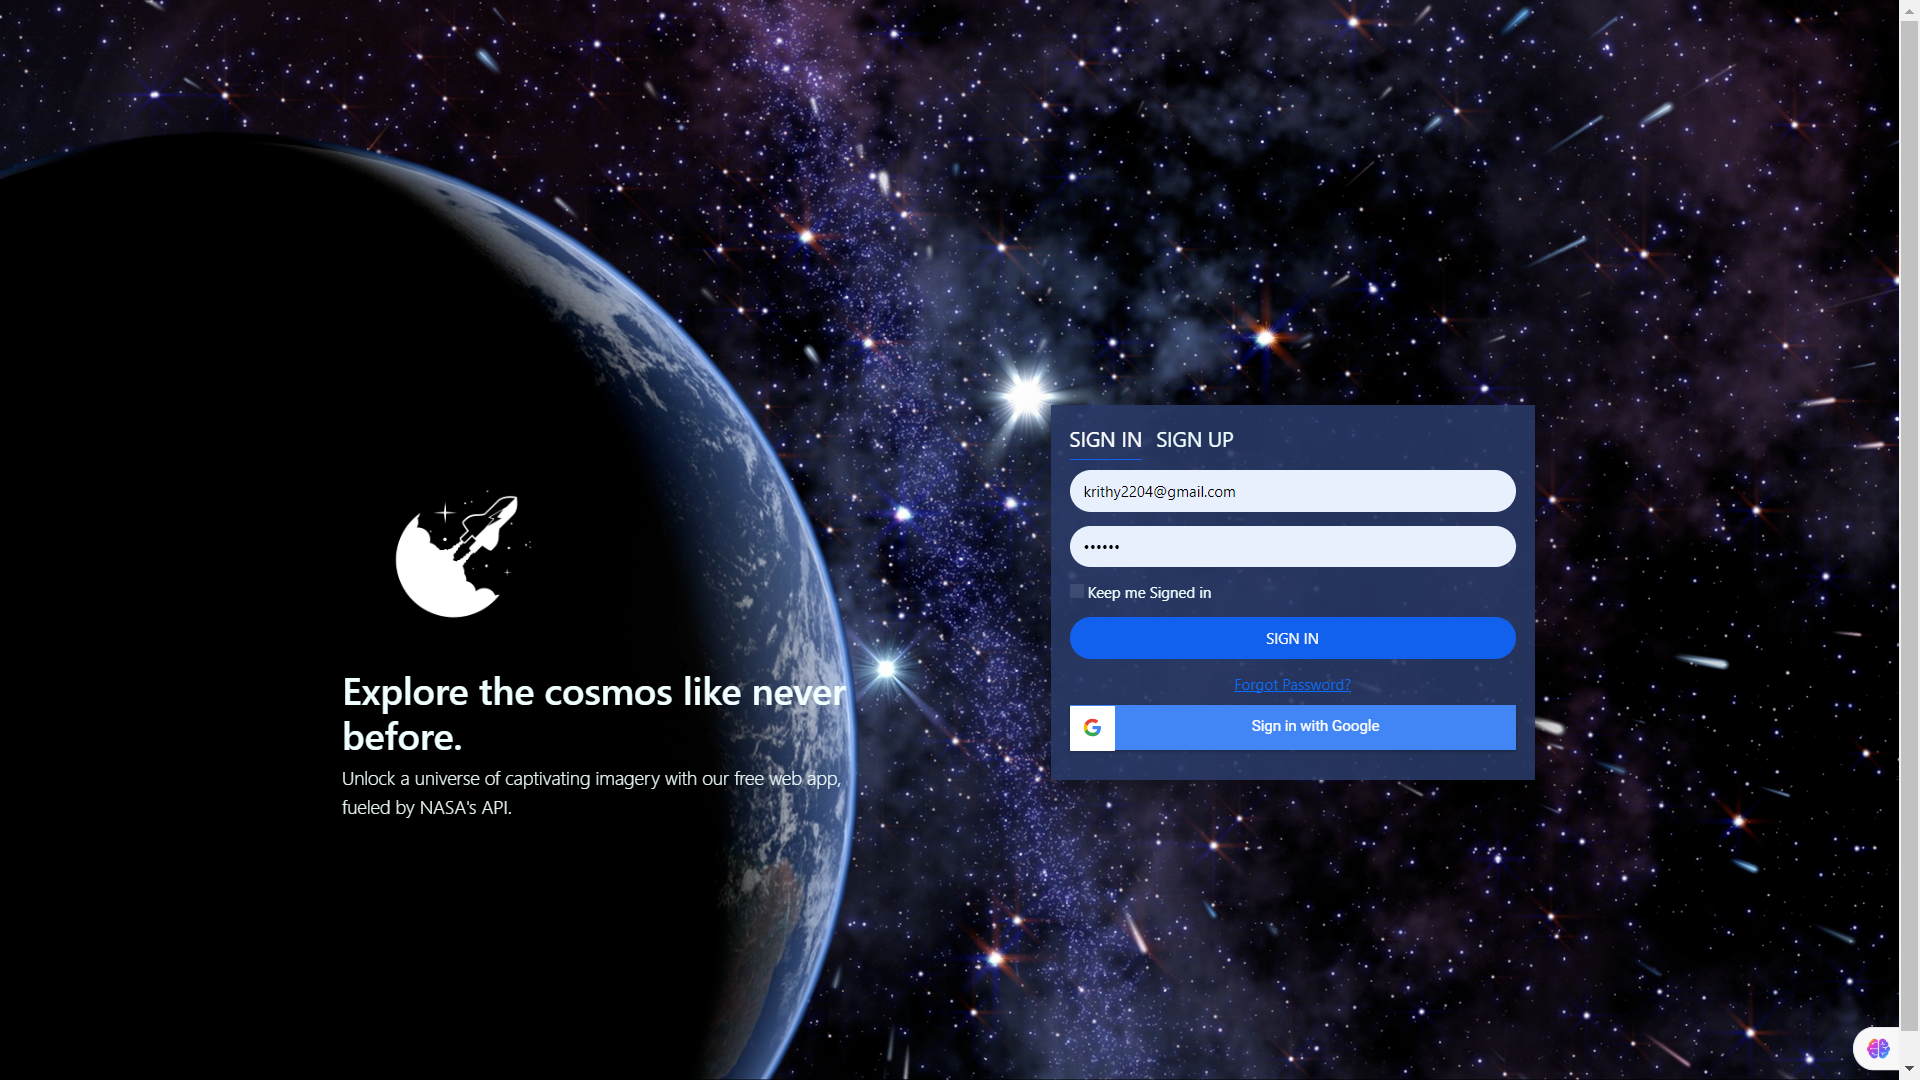 Explore the cosmos like never
before.
Unlock a universe of captivating imagery with our free web app,
fueled by NASA's API.
SIGN IN SIGN UP
krithy2204@gmail.com
••••••
Keep me Signed in
SIGN IN
Forgot Password?
Sign in with Google